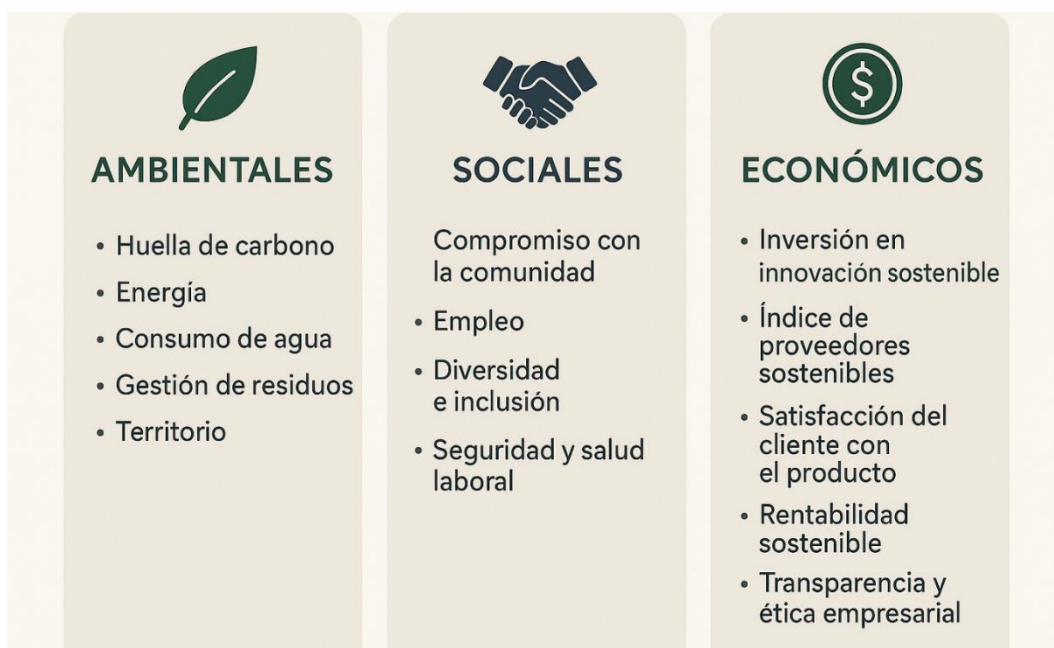 AMBIENTALES
• Huella de carbono
• Energía
• Consumo de agua
• Gestión de residuos
• Territorio
SOCIALES
Compromiso con
la comunidad
• Empleo
• Diversidad
e inclusión
• Seguridad y salud
laboral
$
ECONÓMICOS
• Inversión en
innovación sostenible
• Índice de
proveedores
sostenibles
• Satisfacción del
cliente con
el producto
• Rentabilidad
sostenible
• Transparencia y
ética empresarial